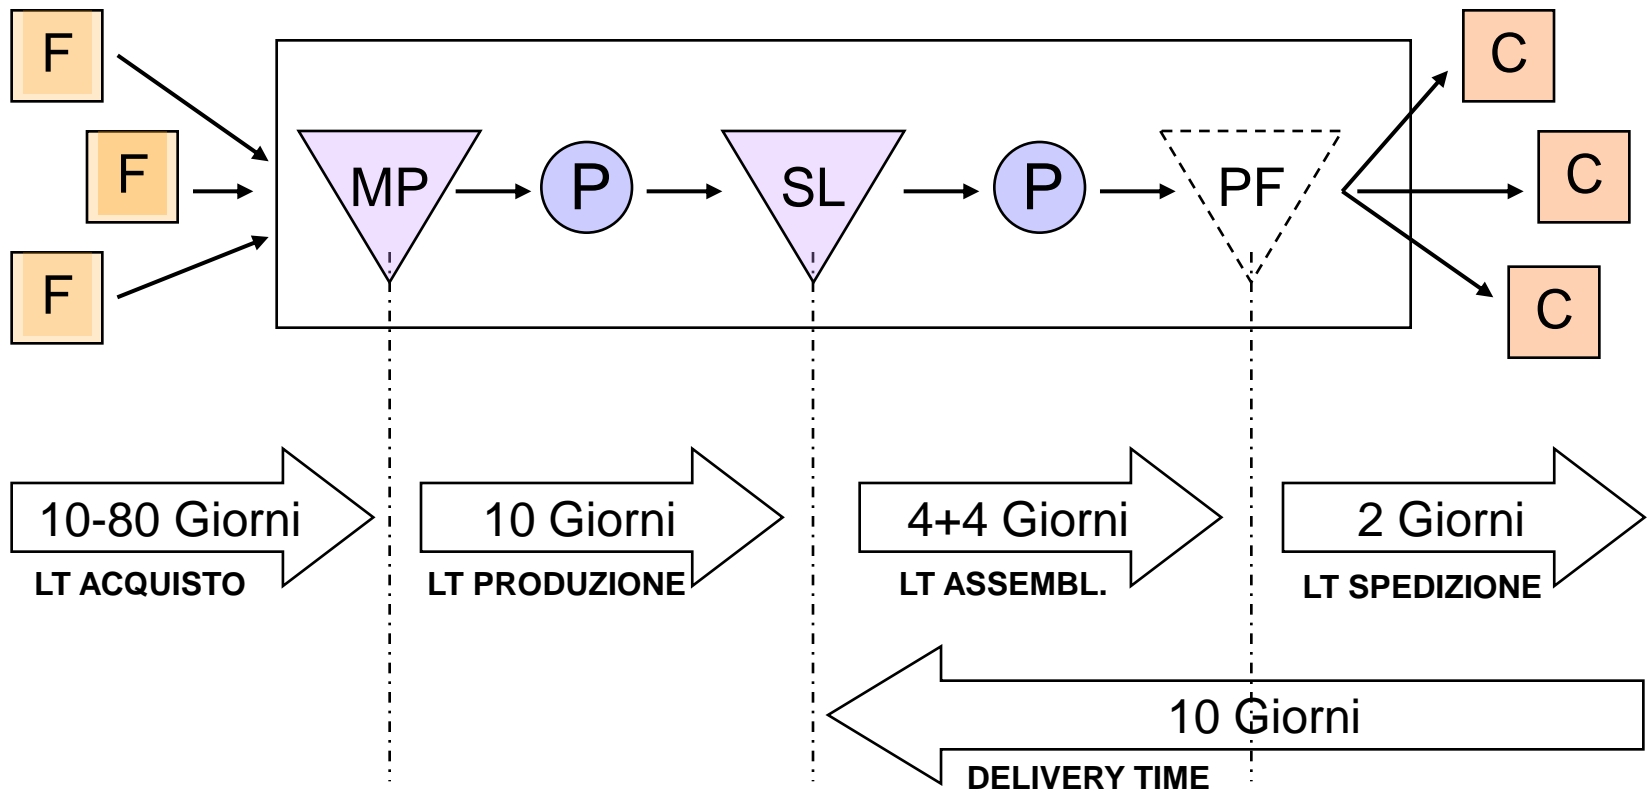 F
F
F
MP
P
SL
P
PF
C
C
C
10-80 Giorni
10 Giorni
4+4 Giorni
2 Giorni
LT ACQUISTO
LT PRODUZIONE
LT ASSEMBL.
LT SPEDIZIONE
10 Giorni
DELIVERY TIME